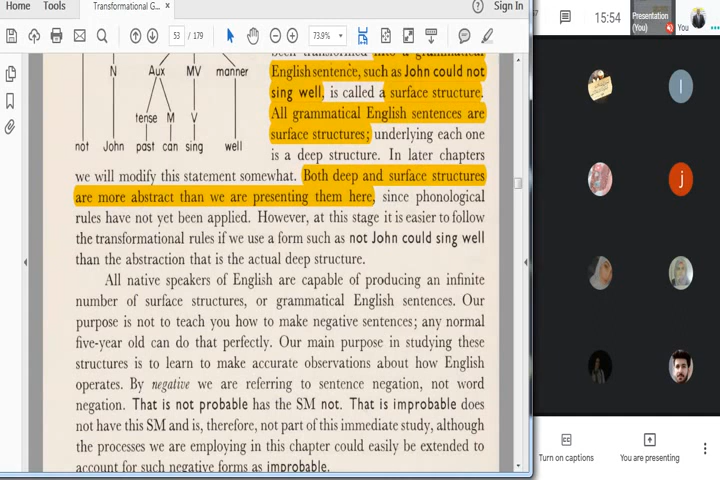 Home Tools Transformational G... × Sign In
53 / 179 73.9%
15:54 Presentation (You) You
N Aux MV manner
tense M V
not John past can sing well
been transformed into a grammatical
English sentence, such as John could not
sing well, is called a surface structure.
All grammatical English sentences are
surface structures; underlying each one
is a deep structure. In later chapters
we will modify this statement somewhat. Both deep and surface structures
are more abstract than we are presenting them here, since phonological
rules have not yet been applied. However, at this stage it is easier to follow
the transformational rules if we use a form such as not John could sing well
than the abstraction that is the actual deep structure.
All native speakers of English are capable of producing an infinite
number of surface structures, or grammatical English sentences. Our
purpose is not to teach you how to make negative sentences; any normal
five-year old can do that perfectly. Our main purpose in studying these
structures is to learn to make accurate observations about how English
operates. By negative we are referring to sentence negation, not word
negation. That is not probable has the SM not. That is improbable does
not have this SM and is, therefore, not part of this immediate study, although
the processes we are employing in this chapter could easily be extended to
account for such negative forms as improbable.
I
j
Turn on captions You are presenting